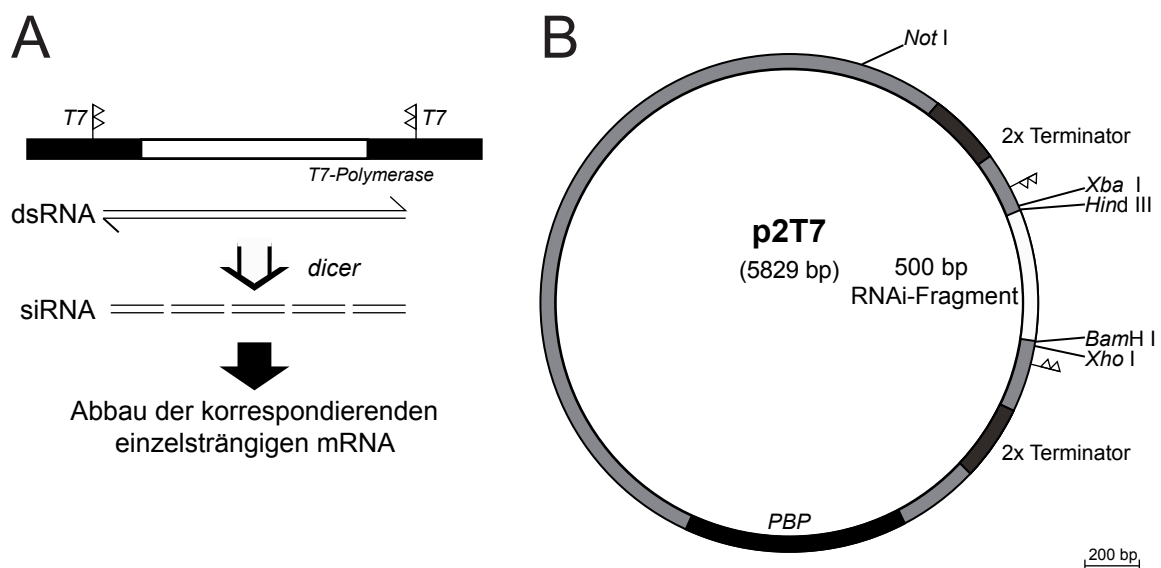 A
T7
T7
T7-Polymerase
dsRNA
dicer
siRNA
Abbau der korrespondierenden
einzelsträngigen mRNA
B
Not I
2x Terminator
Xba I
Hind III
p2T7
(5829 bp)
500 bp
RNAi-Fragment
BamH I
Xho I
2x Terminator
PBP
200 bp